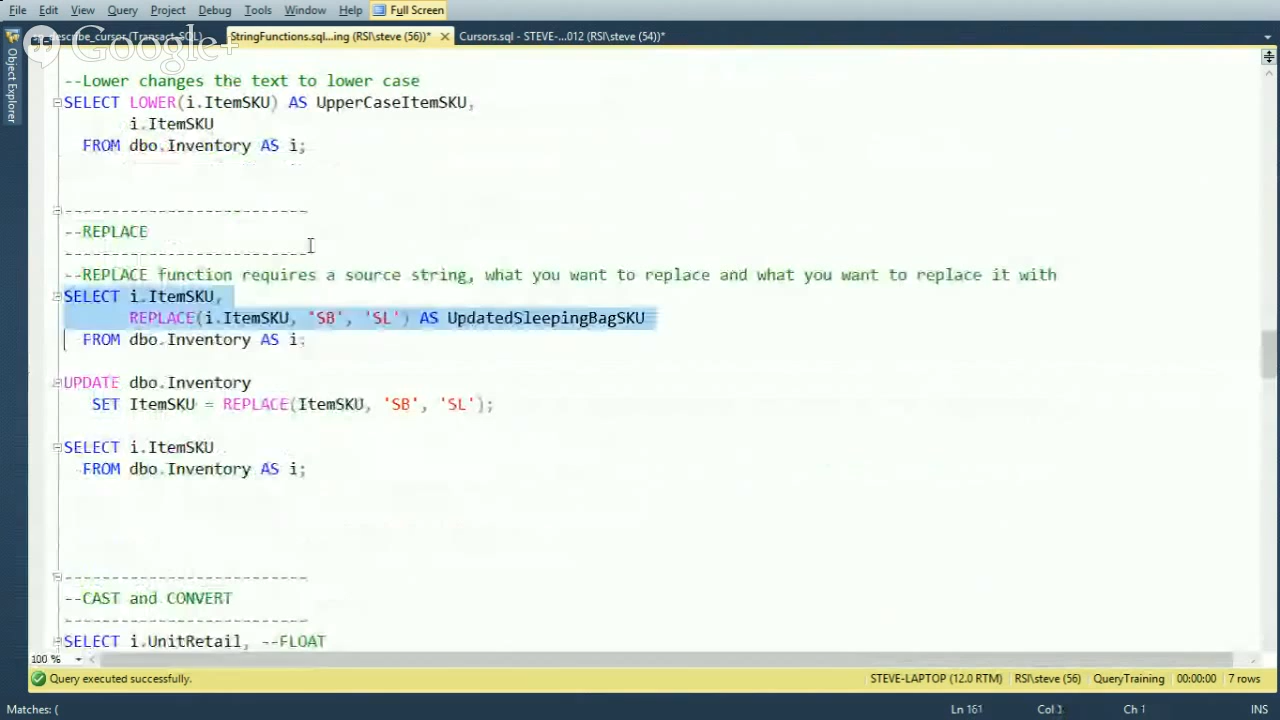 File Edit View Query Project Debug Tools Window Help Full Screen
sp_describe_cursor (Transact-SQL) StringFunctions.sql...ing (RSI\steve (56))* Cursors.sql - STEVE-...012 (RSI\steve (54))*
Google+
Object Explorer
--Lower changes the text to lower case
SELECT LOWER(i.ItemSKU) AS UpperCaseItemSKU,
i.ItemSKU
FROM dbo.Inventory AS i;
--------------------------
--REPLACE
--------------------------
--REPLACE function requires a source string, what you want to replace and what you want to replace it with
SELECT i.ItemSKU,
REPLACE(i.ItemSKU, 'SB', 'SL') AS UpdatedSleepingBagSKU
FROM dbo.Inventory AS i;
UPDATE dbo.Inventory
SET ItemSKU = REPLACE(ItemSKU, 'SB', 'SL');
SELECT i.ItemSKU
FROM dbo.Inventory AS i;
--------------------------
--CAST and CONVERT
--------------------------
SELECT i.UnitRetail, --FLOAT
100 %
Query executed successfully. STEVE-LAPTOP (12.0 RTM) RSI\steve (56) QueryTraining 00:00:00 7 rows
Matches: ( Ln 161 Col 1 Ch 1 INS